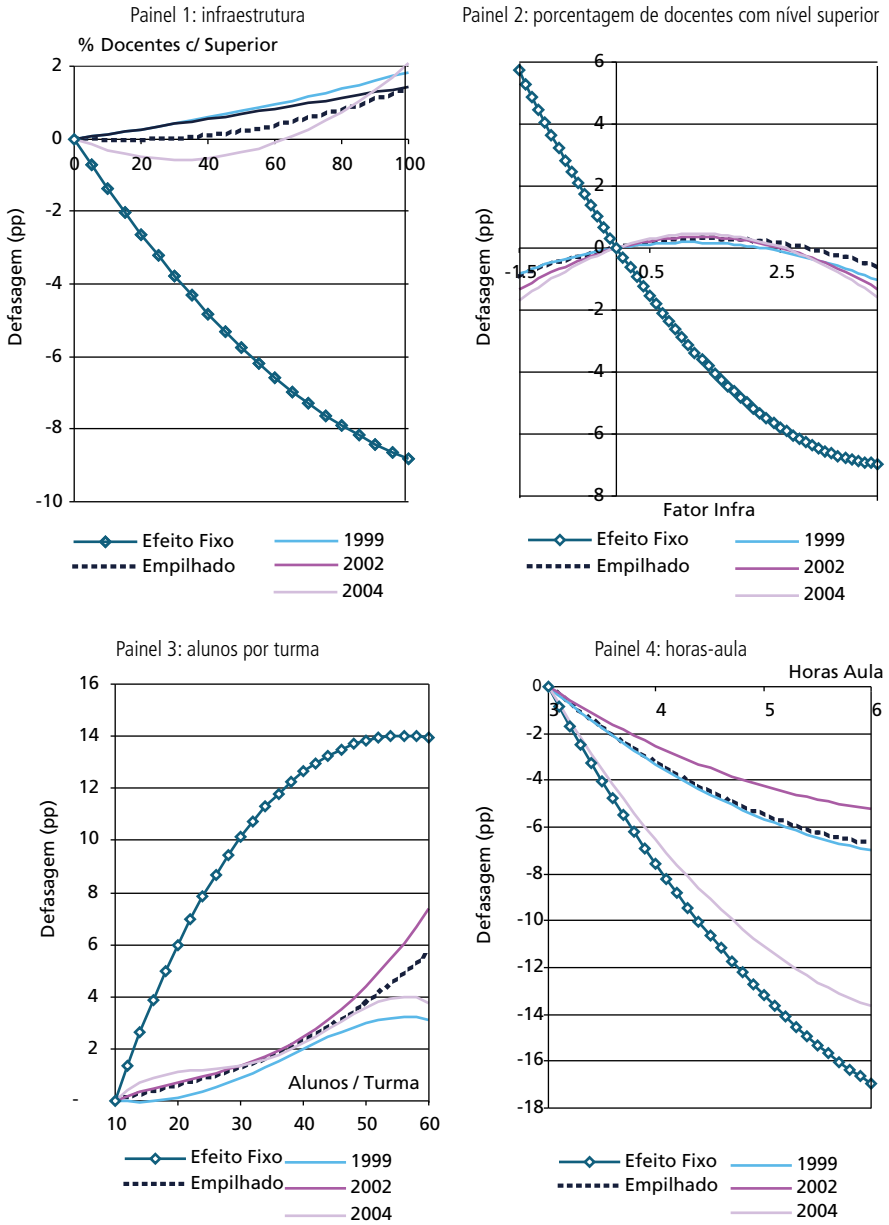 Painel 1: infraestrutura
% Docentes c/ Superior
Defasagem (pp)
2
0
-2
-4
-6
-8
-10
0 20 40 60 80 100
Efeito Fixo
Empilhado
1999
2002
2004
Painel 2: porcentagem de docentes com nível superior
Defasagem (pp)
6
4
2
0
-2
-4
-6
-8
-1.5 0.5 2.5
Fator Infra
Efeito Fixo
Empilhado
1999
2002
2004
Painel 3: alunos por turma
Defasagem (pp)
16
14
12
10
8
6
4
2
-
Alunos / Turma
10 20 30 40 50 60
Efeito Fixo
Empilhado
1999
2002
2004
Painel 4: horas-aula
Horas Aula
Defasagem (pp)
0
-2
-4
-6
-8
-10
-12
-14
-16
-18
3 4 5 6
Efeito Fixo
Empilhado
1999
2002
2004